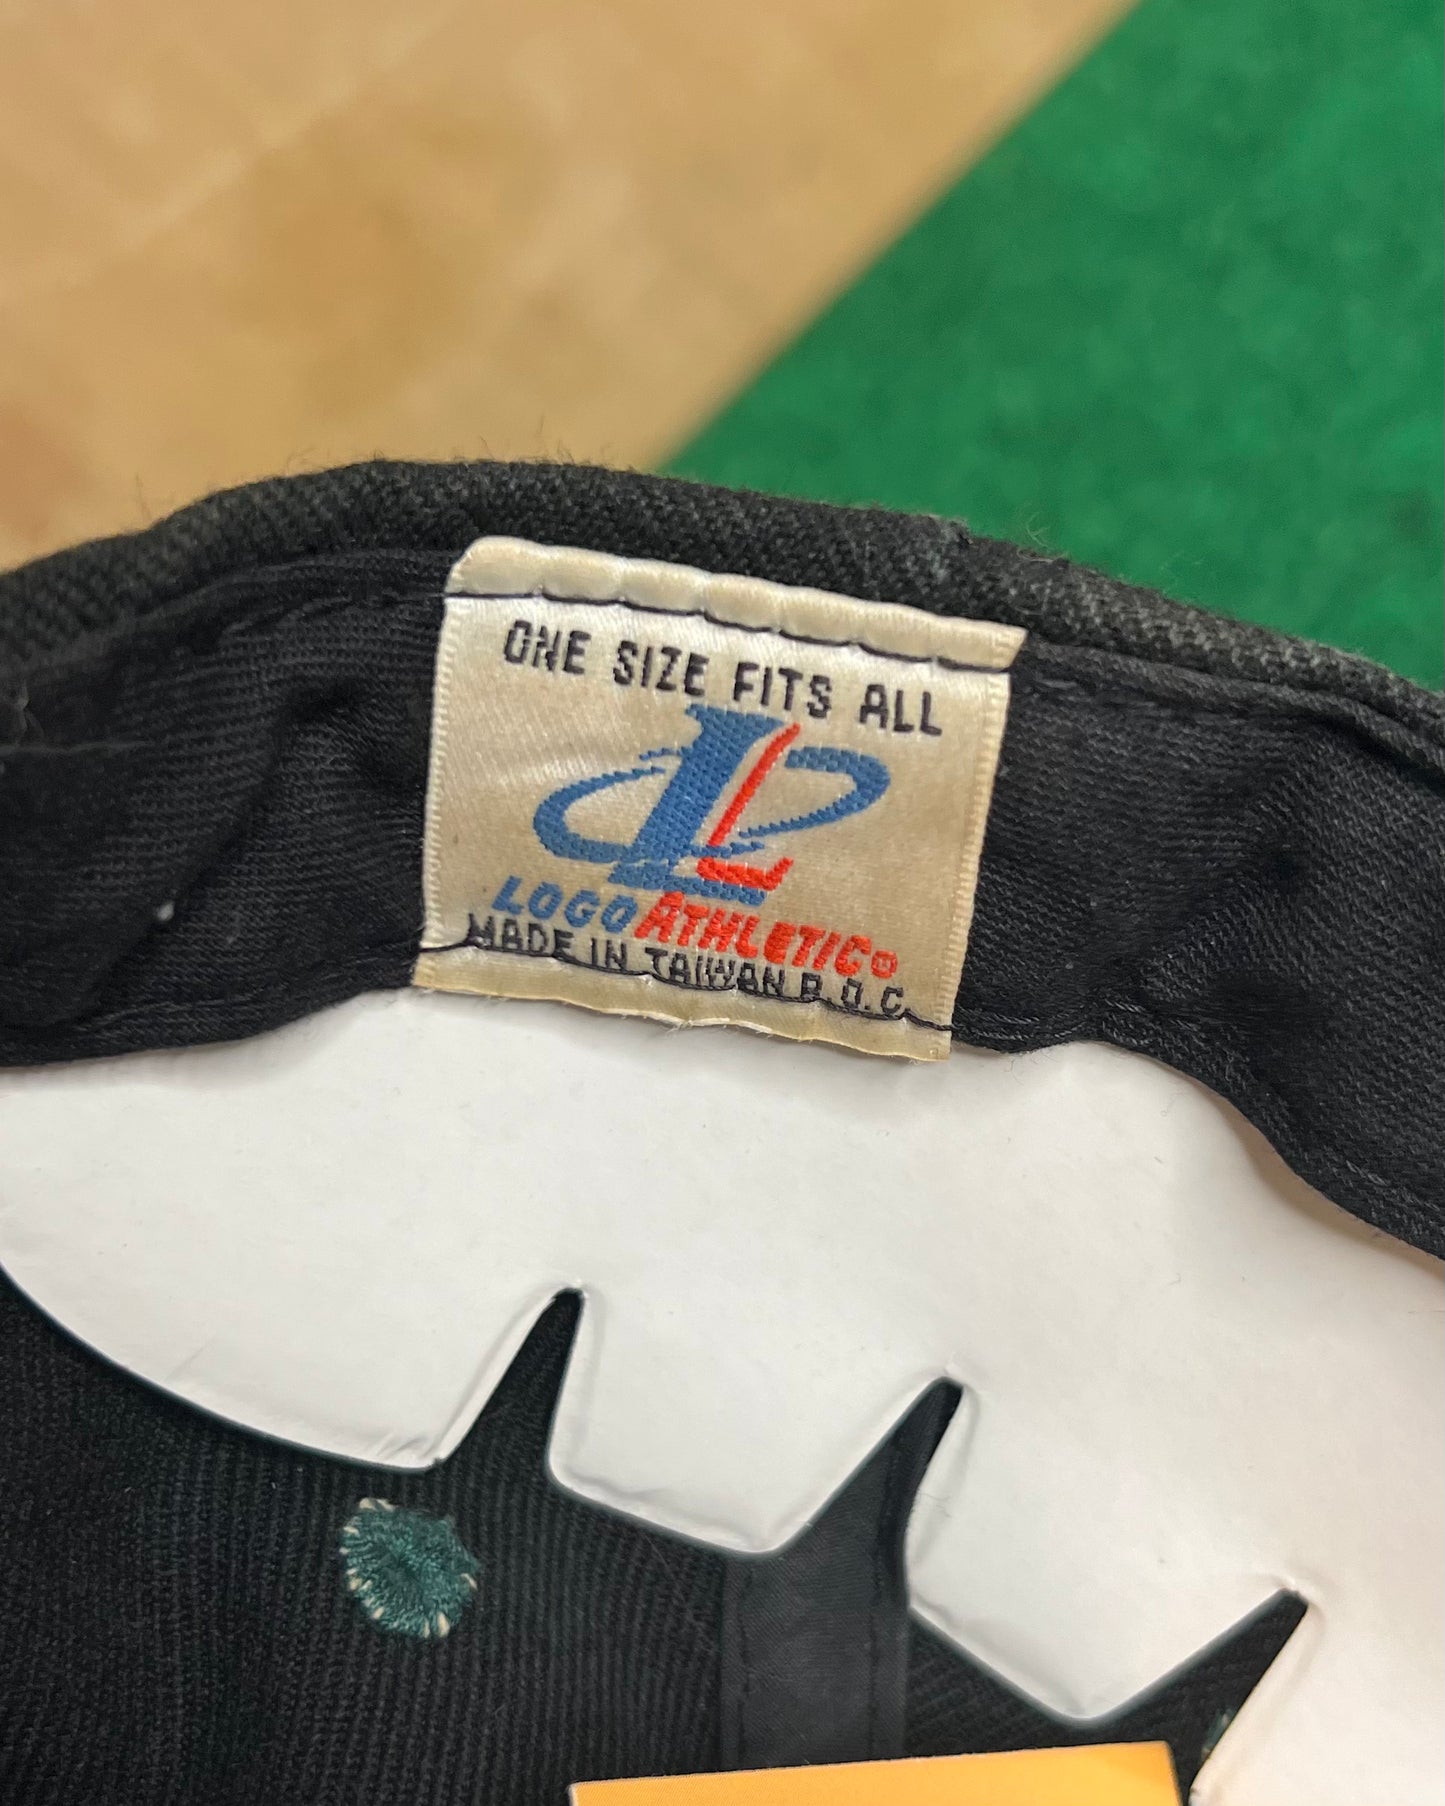 ONE SIZE FITS ALL
LOGO ATHLETIC®
MADE IN TAIWAN R.O.C.